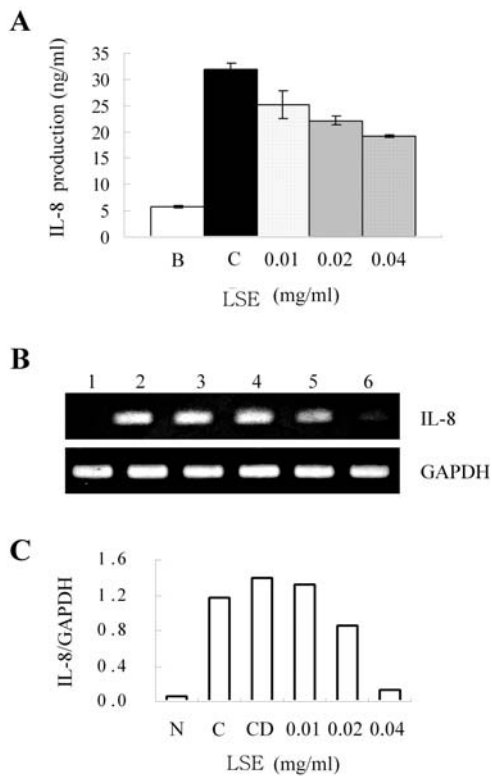 A
IL-8 production (ng/ml)
35
30
25
20
15
10
5
0
B C 0.01 0.02 0.04
LSE (mg/ml)
B
1 2 3 4 5 6
IL-8
GAPDH
C
IL-8/GAPDH
1.6
1.2
0.8
0.4
0.0
N C CD 0.01 0.02 0.04
LSE (mg/ml)